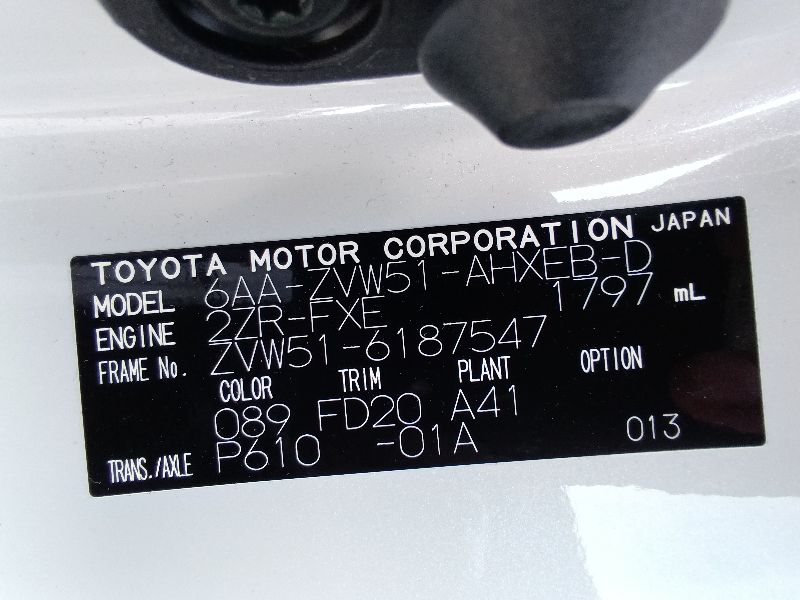 TOYOTA MOTOR CORPORATION JAPAN
MODEL 6AA-ZVW51-AHXEB-D
ENGINE 2ZR-FXE 1797 mL
FRAME No. ZVW51-6187547
COLOR TRIM PLANT OPTION
089 FD20 A41
TRANS./AXLE P610 -01A 013